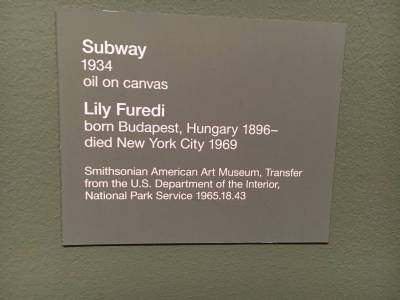 Subway
1934
oil on canvas
Lily Furedi
born Budapest, Hungary 1896–
died New York City 1969
Smithsonian American Art Museum, Transfer
from the U.S. Department of the Interior,
National Park Service 1965.18.43